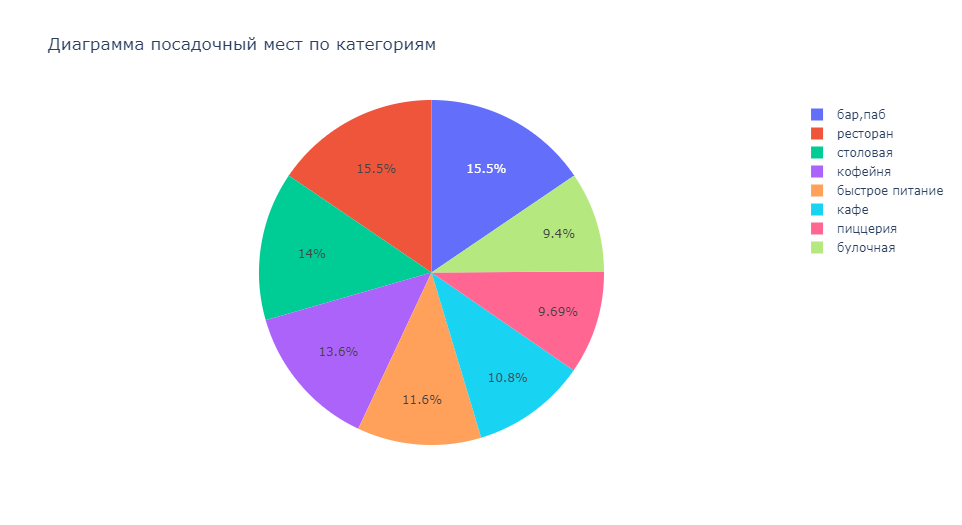 Диаграмма посадочный мест по категориям
15.5%
15.5%
14%
13.6%
11.6%
10.8%
9.69%
9.4%
бар,паб
ресторан
столовая
кофейня
быстрое питание
кафе
пиццерия
булочная